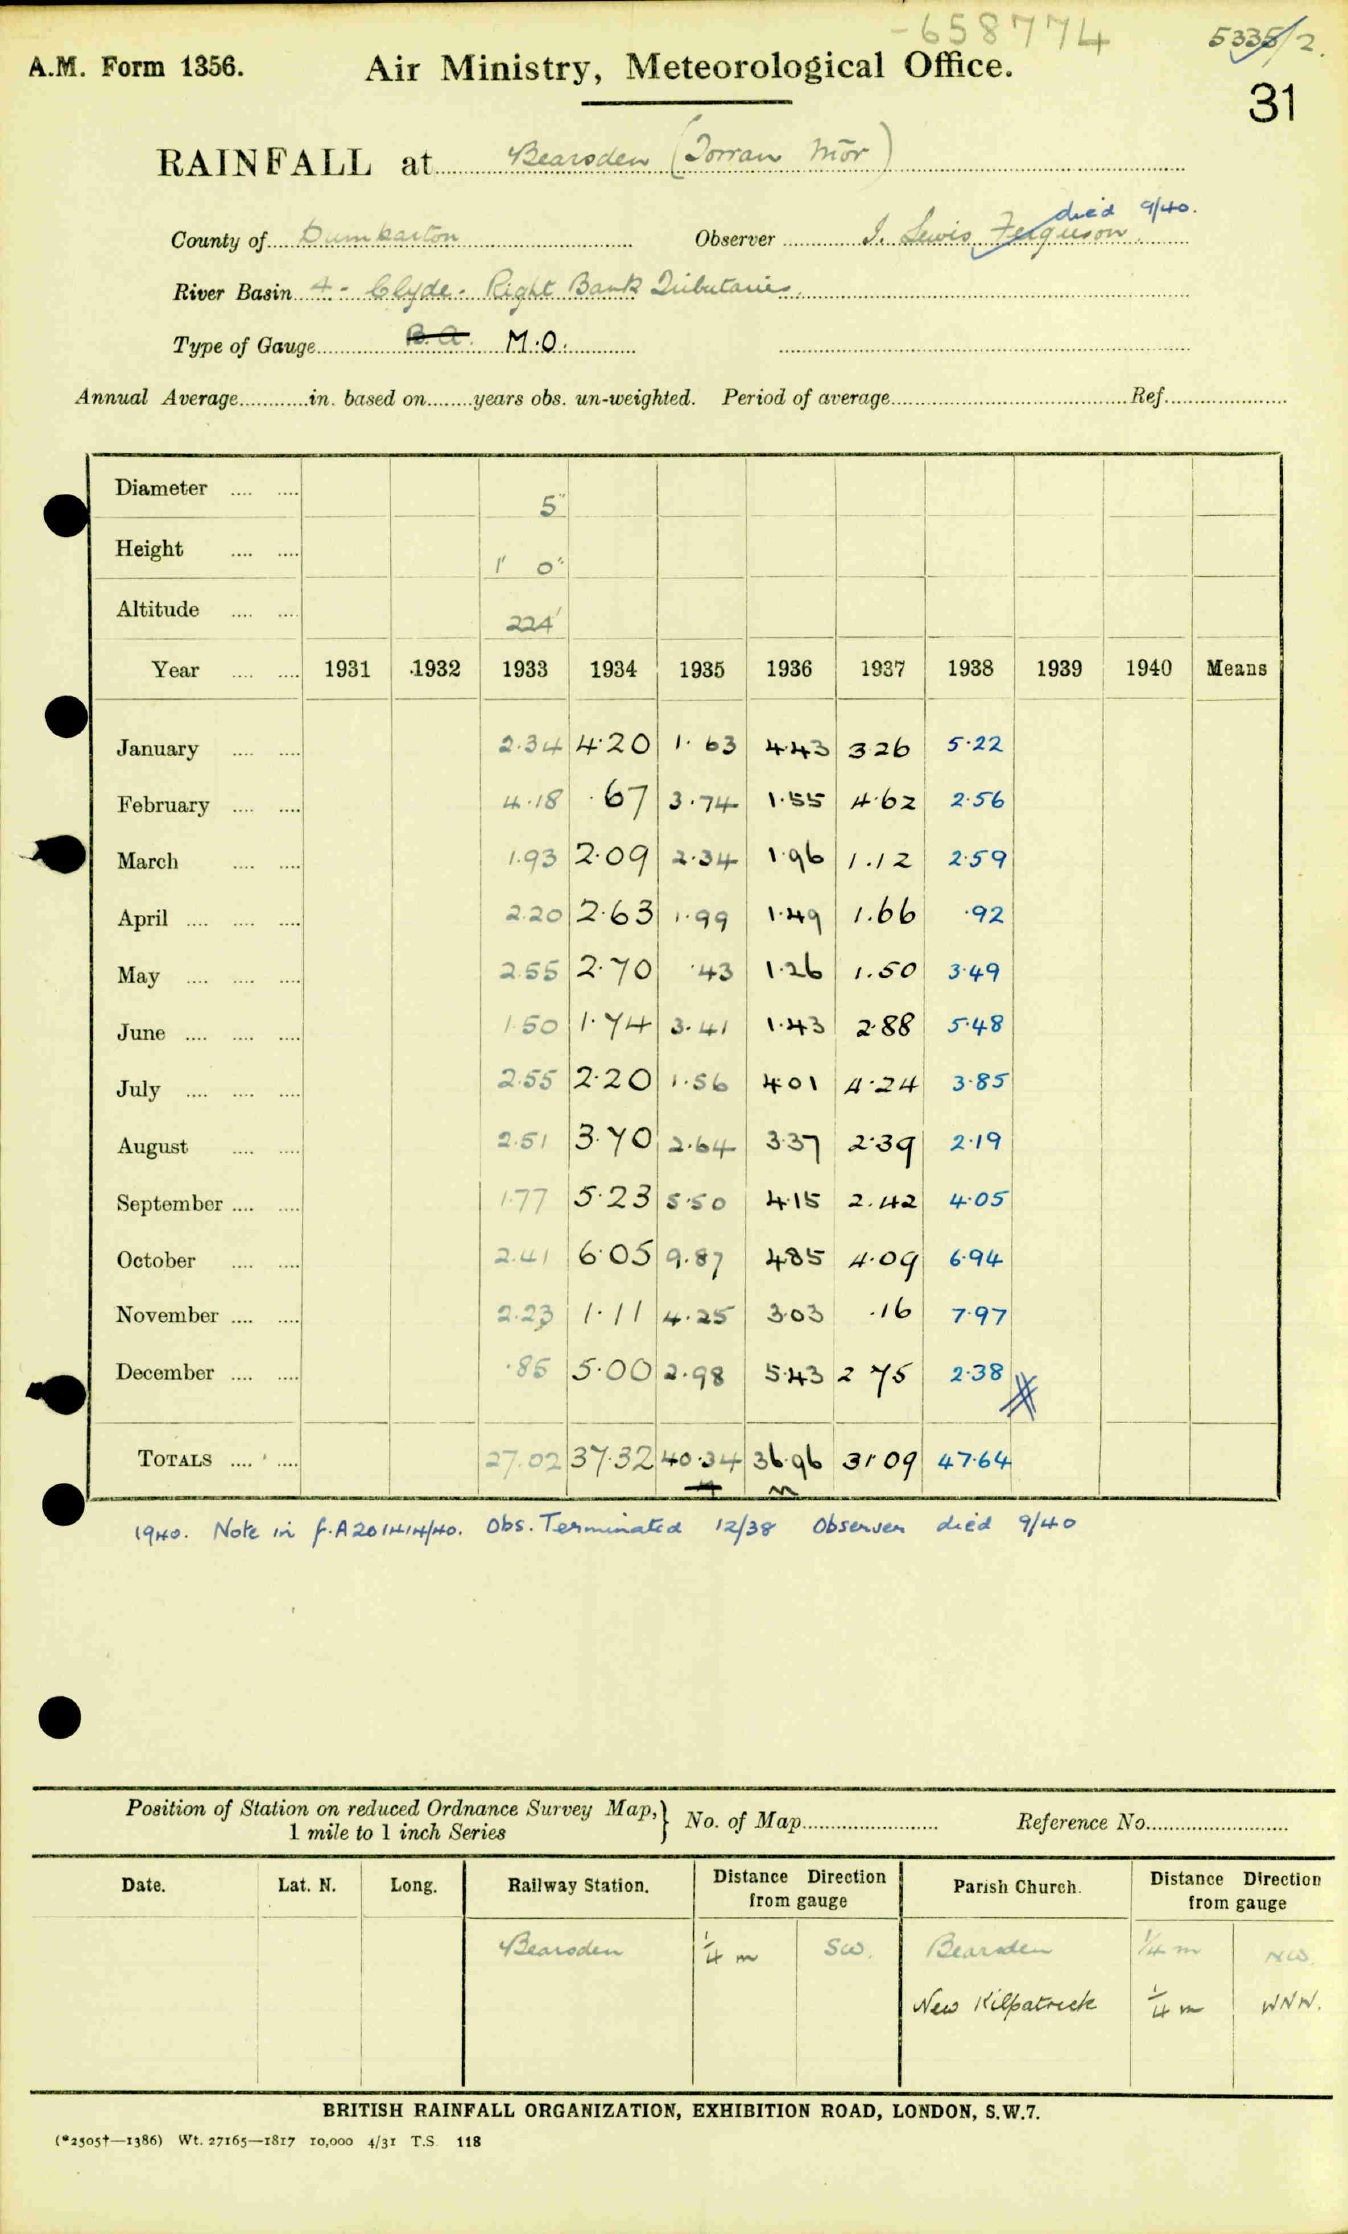 -658774
5335/2.
A.M. Form 1356. Air Ministry, Meteorological Office.
31
RAINFALL at Bearsden (Torran Mōr)
died 9/40.
County of Dumbarton Observer I. Lewis Ferguson.
River Basin 4 - Clyde - Right Bank Tributaries.
Type of Gauge B.A. M.O.
Annual Average in. based on years obs. un-weighted. Period of average Ref.
Diameter 5"
Height 1' 0"
Altitude 224'
Year 1931 1932 1933 1934 1935 1936 1937 1938 1939 1940 Means
January 2.34 4.20 1.63 4.43 3.26 5.22
February 4.18 .67 3.74 1.55 4.62 2.56
March 1.93 2.09 2.34 1.96 1.12 2.59
April 2.20 2.63 1.99 1.49 1.66 .92
May 2.55 2.70 .43 1.26 1.50 3.49
June 1.50 1.74 3.41 1.43 2.88 5.48
July 2.55 2.20 1.56 4.01 4.24 3.85
August 2.51 3.70 2.64 3.37 2.39 2.19
September 1.77 5.23 5.50 4.15 2.42 4.05
October 2.41 6.05 9.87 4.85 4.09 6.94
November 2.23 1.11 4.25 3.03 .16 7.97
December .85 5.00 2.98 5.43 2 75 2.38
TOTALS 27.02 37.32 40.34 36.96 31.09 47.64
1940. Note in f.A201414/40. Obs. Terminated 12/38 Observer died 9/40
Position of Station on reduced Ordnance Survey Map, 1 mile to 1 inch Series } No. of Map Reference No.
Date. Lat. N. Long. Railway Station. Distance Direction from gauge Parish Church. Distance Direction from gauge
Bearsden 1/4 m SW. Bearsden 1/4 m NW.
New Kilpatrick 1/4 m WNW.
BRITISH RAINFALL ORGANIZATION, EXHIBITION ROAD, LONDON, S.W.7.
(*2505†—1386) Wt. 27165—1817 10,000 4/31 T.S. 118